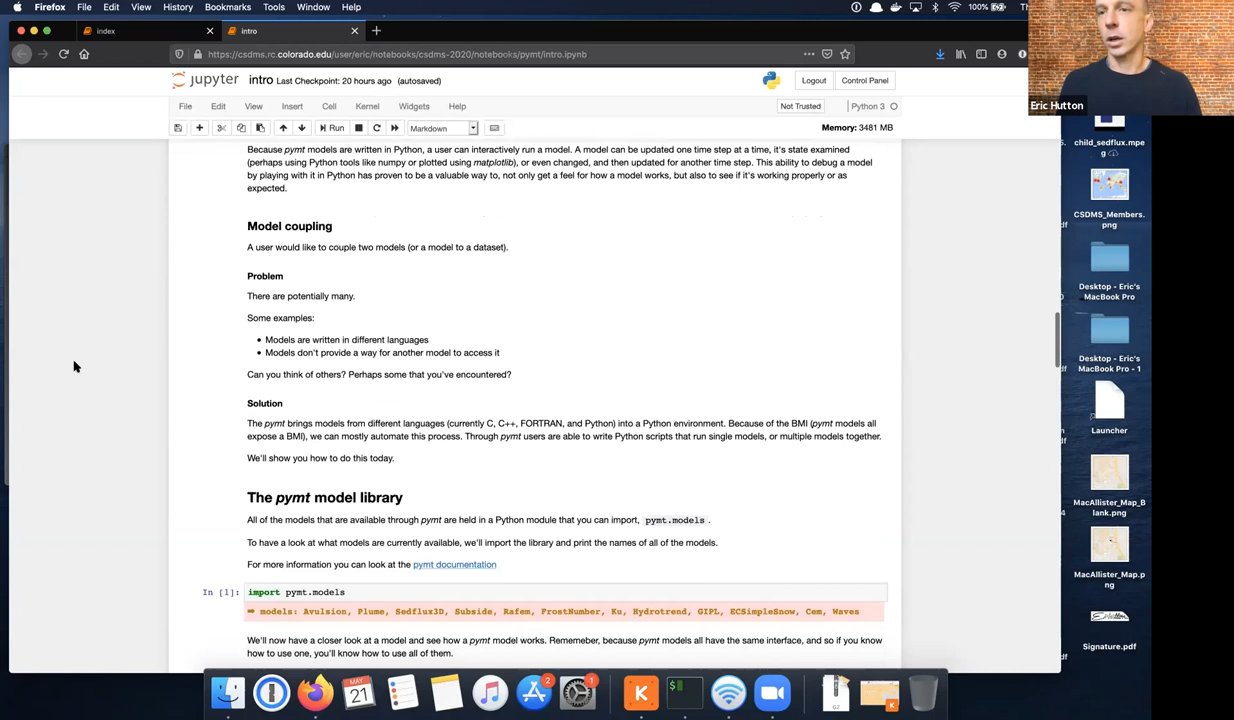 Firefox File Edit View History Bookmarks Tools Window Help
100%
index
intro
https://csdms.rc.colorado.edu/user/eric/notebooks/csdms-2020/notebooks/pymt/intro.ipynb
jupyter intro Last Checkpoint: 20 hours ago (autosaved)
Logout Control Panel
File Edit View Insert Cell Kernel Widgets Help
Not Trusted Python 3
Run Markdown Memory: 3481 MB
Because pymt models are written in Python, a user can interactively run a model. A model can be updated one time step at a time, it's state examined
(perhaps using Python tools like numpy or plotted using matplotlib), or even changed, and then updated for another time step. This ability to debug a model
by playing with it in Python has proven to be a valuable way to, not only get a feel for how a model works, but also to see if it's working properly or as
expected.
Model coupling
A user would like to couple two models (or a model to a dataset).
Problem
There are potentially many.
Some examples:
• Models are written in different languages
• Models don't provide a way for another model to access it
Can you think of others? Perhaps some that you've encountered?
Solution
The pymt brings models from different languages (currently C, C++, FORTRAN, and Python) into a Python environment. Because of the BMI (pymt models all
expose a BMI), we can mostly automate this process. Through pymt users are able to write Python scripts that run single models, or multiple models together.
We'll show you how to do this today.
The pymt model library
All of the models that are available through pymt are held in a Python module that you can import, pymt.models .
To have a look at what models are currently available, we'll import the library and print the names of all of the models.
For more information you can look at the pymt documentation
In [1]: import pymt.models
➡ models: Avulsion, Plume, Sedflux3D, Subside, Rafem, FrostNumber, Ku, Hydrotrend, GIPL, ECSimpleSnow, Cem, Waves
We'll now have a closer look at a model and see how a pymt model works. Rememeber, because pymt models all have the same interface, and so if you know
how to use one, you'll know how to use all of them.
Eric Hutton
child_sedflux.mpe
g
CSDMS_Members.
png
Desktop - Eric's
MacBook Pro
Desktop - Eric's
MacBook Pro - 1
Launcher
MacAllister_Map_B
lank.png
MacAllister_Map.p
ng
Signature.pdf
MAY
21
2
1
K
$
GZ
K